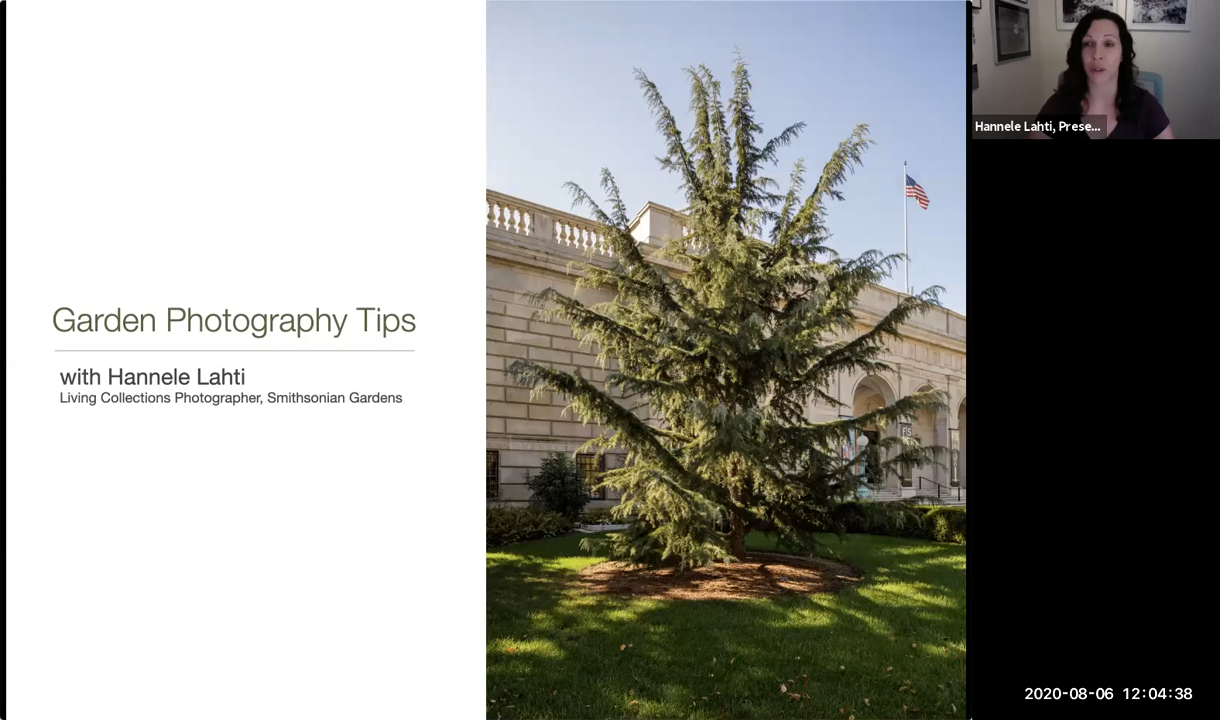 Garden Photography Tips
with Hannele Lahti
Living Collections Photographer, Smithsonian Gardens
Hannele Lahti, Prese...
2020-08-06 12:04:38